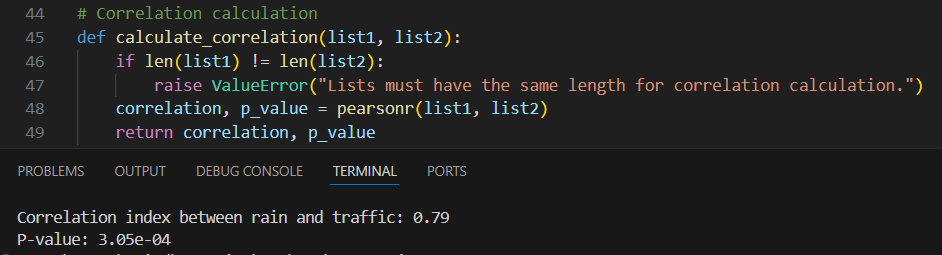 44 # Correlation calculation
45 def calculate_correlation(list1, list2):
46 if len(list1) != len(list2):
47 raise ValueError("Lists must have the same length for correlation calculation.")
48 correlation, p_value = pearsonr(list1, list2)
49 return correlation, p_value
PROBLEMS OUTPUT DEBUG CONSOLE TERMINAL PORTS
Correlation index between rain and traffic: 0.79
P-value: 3.05e-04